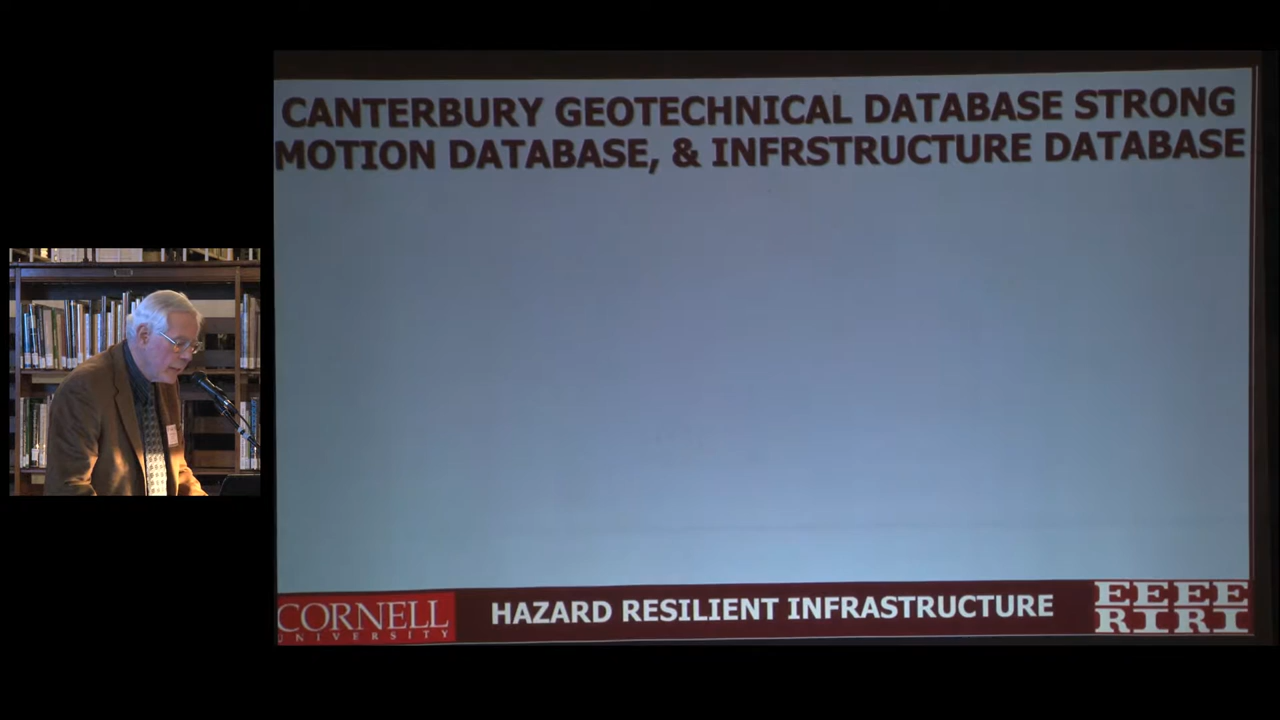 CANTERBURY GEOTECHNICAL DATABASE STRONG
MOTION DATABASE, & INFRSTRUCTURE DATABASE
CORNELL
UNIVERSITY
HAZARD RESILIENT INFRASTRUCTURE
EEEE
RIRI